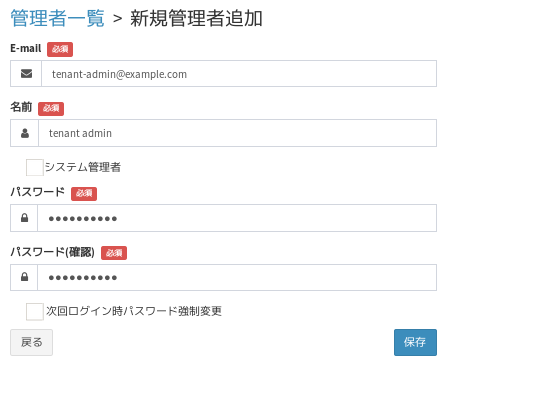 管理者一覧 > 新規管理者追加
E-mail 必須
tenant-admin@example.com
名前 必須
tenant admin
システム管理者
パスワード 必須
●●●●●●●●●●
パスワード(確認) 必須
●●●●●●●●●●
次回ログイン時パスワード強制変更
戻る 保存